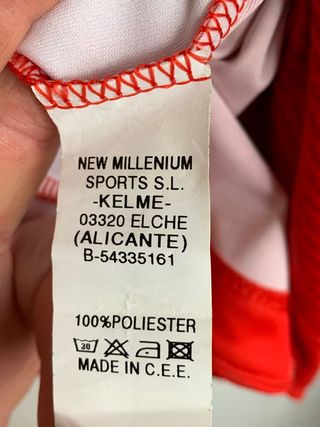 NEW MILLENIUM
SPORTS S.L.
-KELME-
03320 ELCHE
(ALICANTE)
B-54335161
100%POLIESTER
30
MADE IN C.E.E.